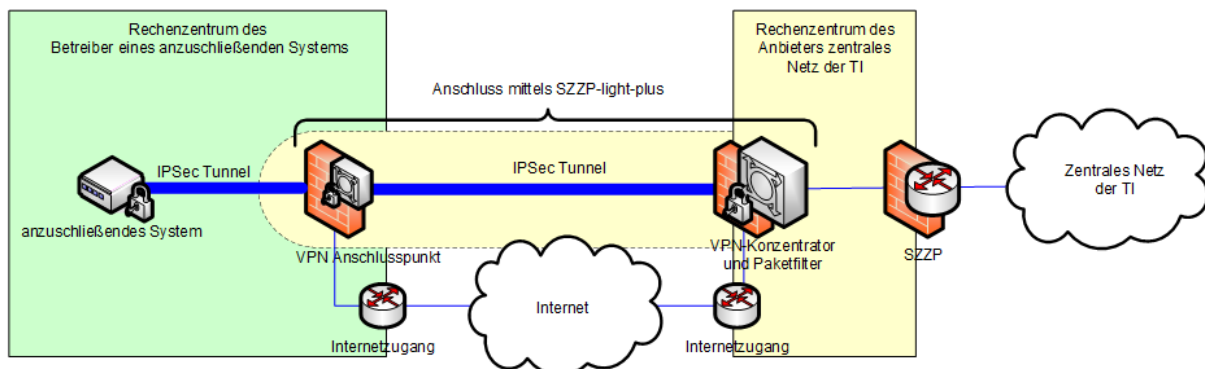 Rechenzentrum des
Betreiber eines anzuschließenden Systems
Rechenzentrum des
Anbieters zentrales
Netz der TI
Anschluss mittels SZZP-light-plus
IPSec Tunnel
IPSec Tunnel
Zentrales Netz
der TI
anzuschließendes System
VPN Anschlusspunkt
VPN-Konzentrator
und Paketfilter
SZZP
Internet
Internetzugang
Internetzugang